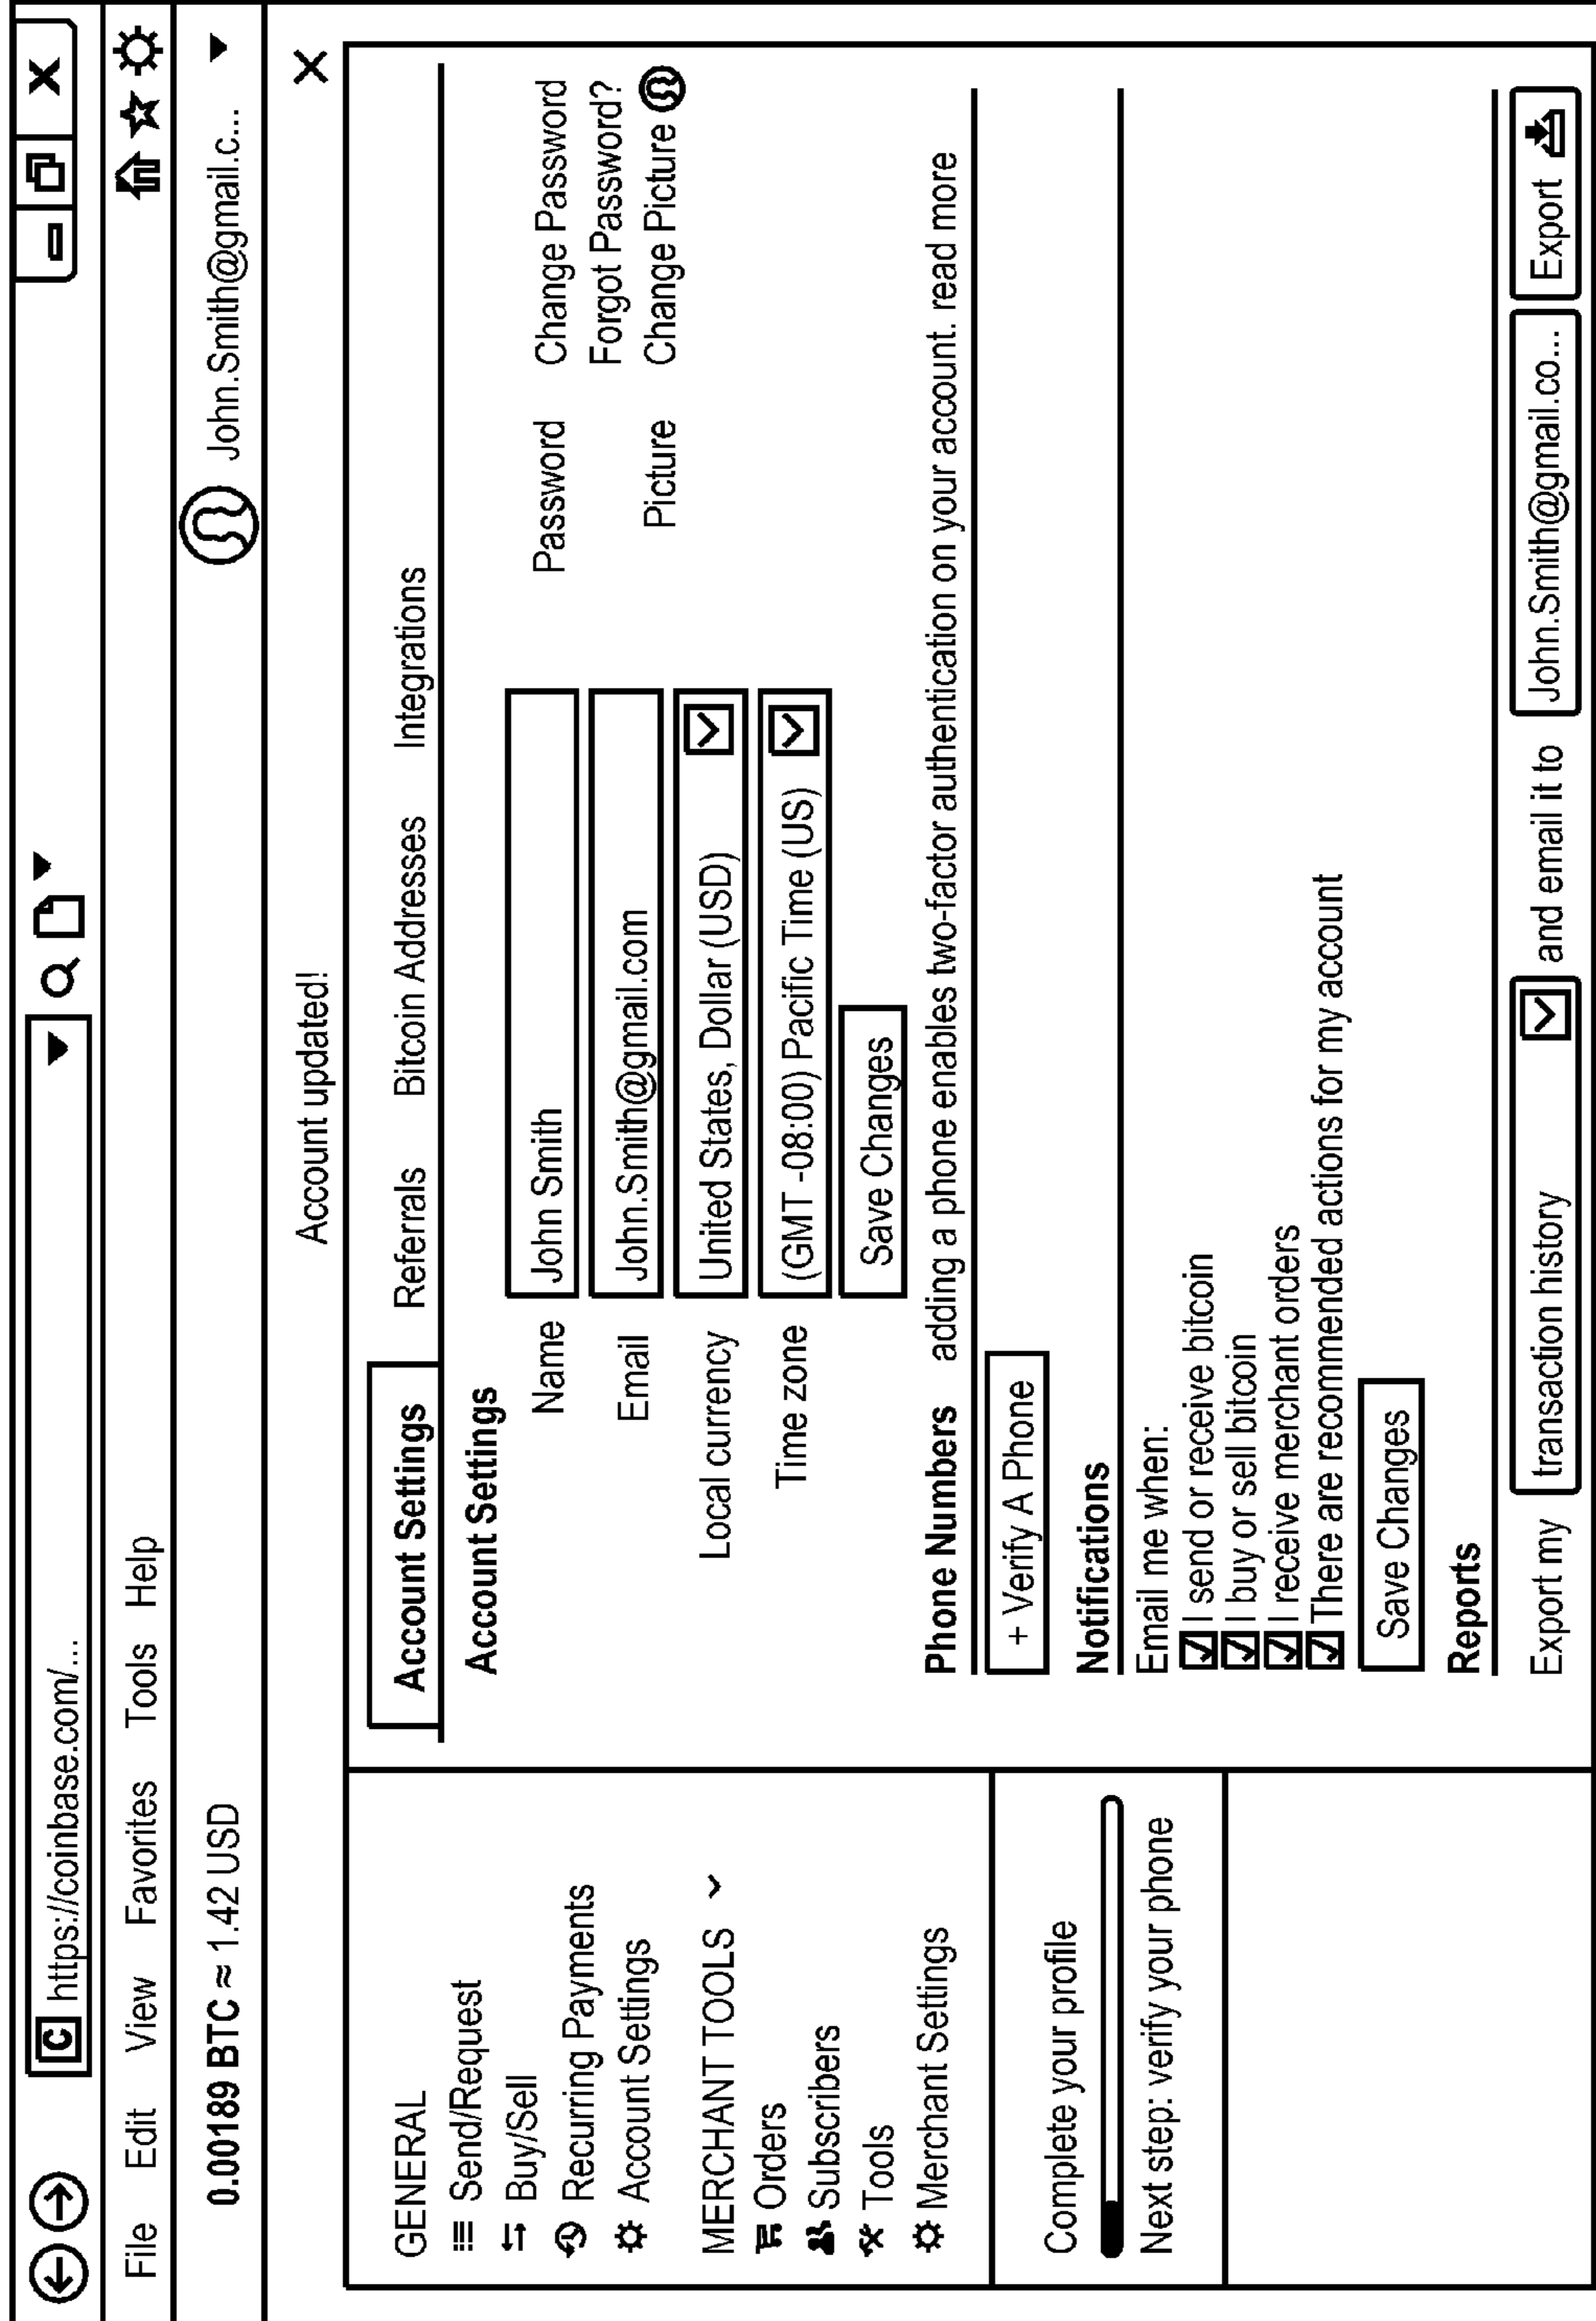 C https://coinbase.com/...
X
File Edit View Favorites Tools Help
0.00189 BTC ≈ 1.42 USD
John.Smith@gmail.c...
Account updated!
X
GENERAL
Send/Request
Buy/Sell
Recurring Payments
Account Settings
MERCHANT TOOLS
Orders
Subscribers
Tools
Merchant Settings
Complete your profile
Next step: verify your phone
Account Settings Referrals Bitcoin Addresses Integrations
Account Settings
Name John Smith
Email John.Smith@gmail.com
Local currency United States, Dollar (USD)
Time zone (GMT -08:00) Pacific Time (US)
Save Changes
Password Change Password
Forgot Password?
Picture Change Picture
Phone Numbers adding a phone enables two-factor authentication on your account. read more
+ Verify A Phone
Notifications
Email me when:
I send or receive bitcoin
I buy or sell bitcoin
I receive merchant orders
There are recommended actions for my account
Save Changes
Reports
Export my transaction history and email it to John.Smith@gmail.co... Export